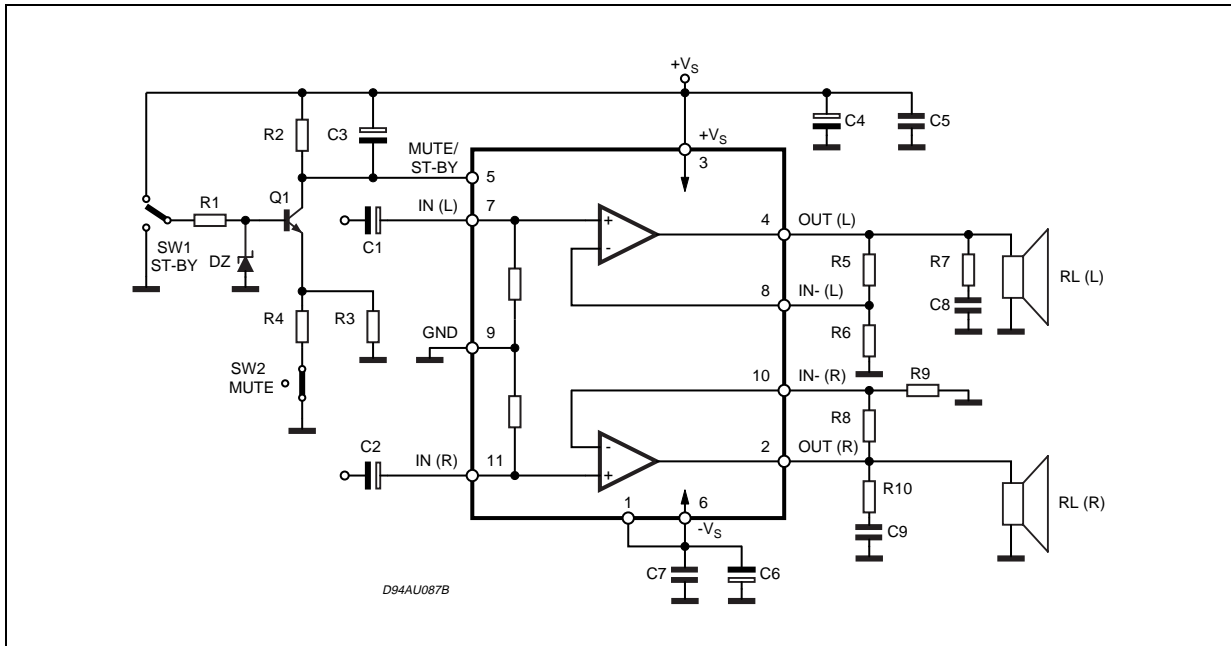 +VS
R2
C3
C4
C5
+VS
3
MUTE/
ST-BY
5
R1
Q1
IN (L)
7
C1
SW1
ST-BY
DZ
+
-
4
OUT (L)
R5
R7
RL (L)
8
IN- (L)
C8
R4
R3
R6
GND
9
SW2
MUTE
10
IN- (R)
R9
R8
C2
IN (R)
11
-
+
2
OUT (R)
R10
RL (R)
1
6
-VS
C9
C7
C6
D94AU087B